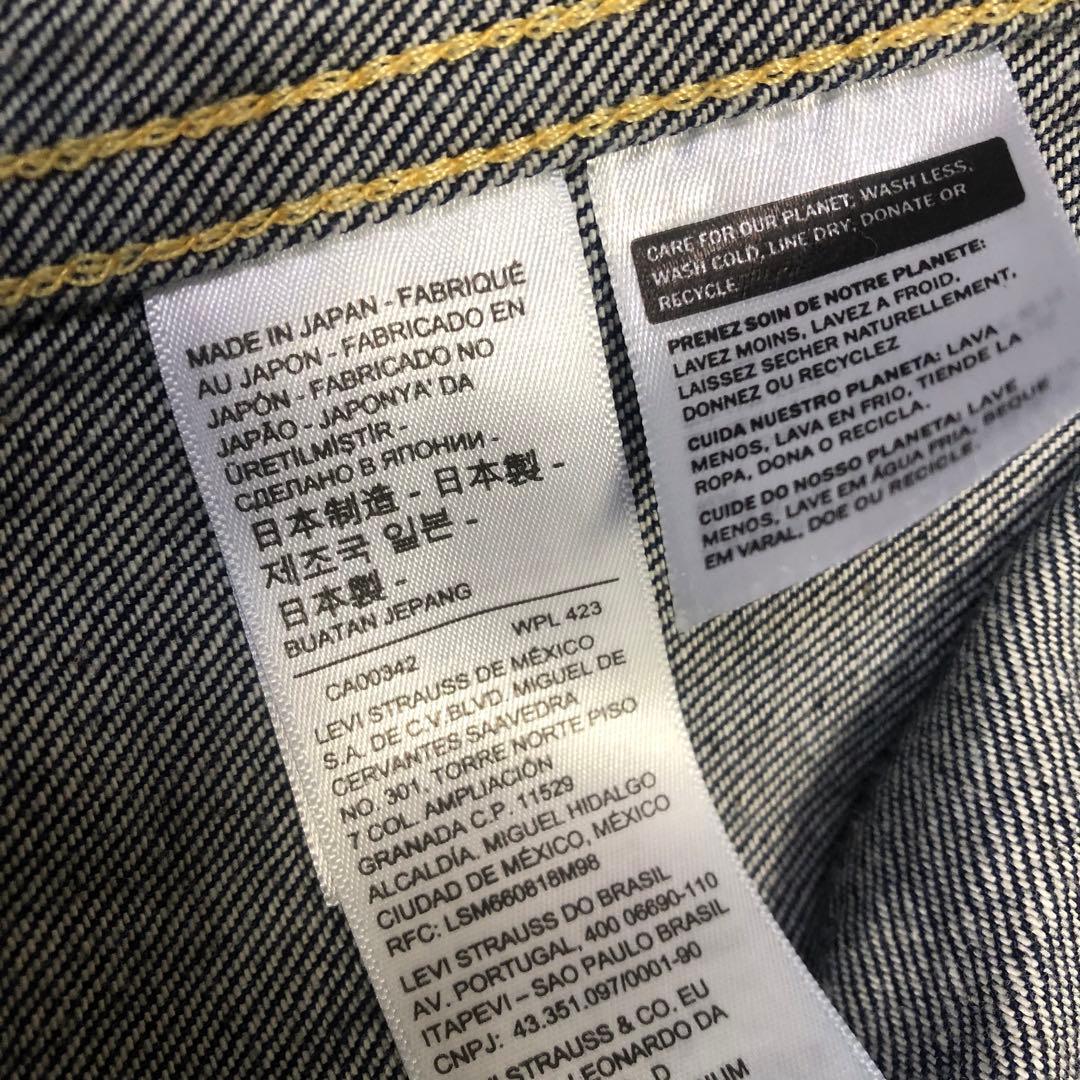 MADE IN JAPAN - FABRIQUÉ
AU JAPON - FABRICADO EN
JAPÓN - FABRICADO NO
JAPÃO - JAPONYA' DA
ÜRETİLMİŞTİR -
СДЕЛАНО В ЯПОНИИ -
日本制造 - 日本製 -
제조국 일본 -
日本製 -
BUATAN JEPANG
CA00342 WPL 423
LEVI STRAUSS DE MÉXICO
S.A. DE C.V. BLVD. MIGUEL DE
CERVANTES SAAVEDRA
NO. 301, TORRE NORTE PISO
7 COL. AMPLIACIÓN
GRANADA C.P. 11529
ALCALDÍA. MIGUEL HIDALGO
CIUDAD DE MÉXICO, MÉXICO
RFC: LSM660818M98
LEVI STRAUSS DO BRASIL
AV. PORTUGAL, 400 06690-110
ITAPEVI – SAO PAULO BRASIL
CNPJ: 43.351.097/0001-90
STRAUSS & CO. EU
LEONARDO DA
CARE FOR OUR PLANET: WASH LESS,
WASH COLD, LINE DRY, DONATE OR
RECYCLE
PRENEZ SOIN DE NOTRE PLANETE:
LAVEZ MOINS, LAVEZ A FROID,
LAISSEZ SECHER NATURELLEMENT,
DONNEZ OU RECYCLEZ
CUIDA NUESTRO PLANETA: LAVA
MENOS, LAVA EN FRIO, TIENDE LA
ROPA, DONA O RECICLA.
CUIDE DO NOSSO PLANETA: LAVE
MENOS, LAVE EM ÁGUA FRIA, SEQUE
EM VARAL, DOE OU RECICLE.